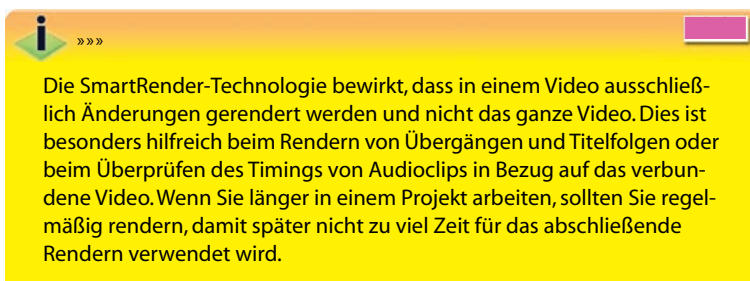 i »»»
Die SmartRender-Technologie bewirkt, dass in einem Video ausschließ-
lich Änderungen gerendert werden und nicht das ganze Video. Dies ist
besonders hilfreich beim Rendern von Übergängen und Titelfolgen oder
beim Überprüfen des Timings von Audioclips in Bezug auf das verbun-
dene Video. Wenn Sie länger in einem Projekt arbeiten, sollten Sie regel-
mäßig rendern, damit später nicht zu viel Zeit für das abschließende
Rendern verwendet wird.